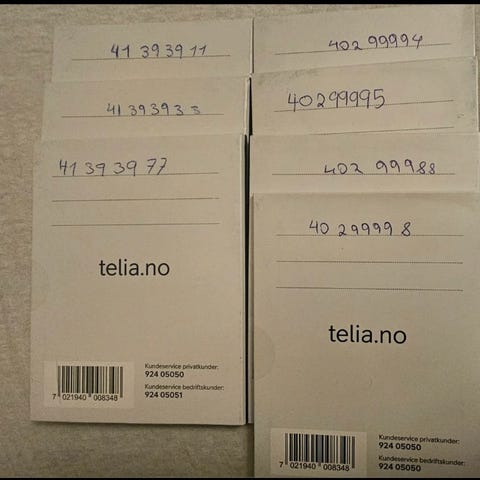 41 39 39 11
41 39 39 3 3
41 39 39 77
telia.no
Kundeservice privatkunder:
924 05050
Kundeservice bedriftskunder:
924 05051
7 021940 008348
402 99994
40299995
402 99988
40 29999 8
telia.no
Kundeservice privatkunder:
924 05050
Kundeservice bedriftskunder:
924 05050
7 021940 008348